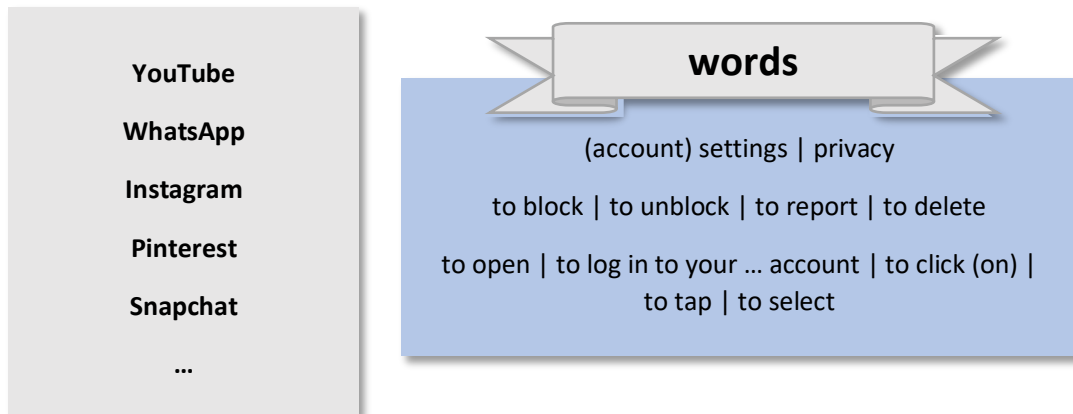 YouTube
WhatsApp
Instagram
Pinterest
Snapchat
…
words
(account) settings | privacy
to block | to unblock | to report | to delete
to open | to log in to your … account | to click (on) |
to tap | to select